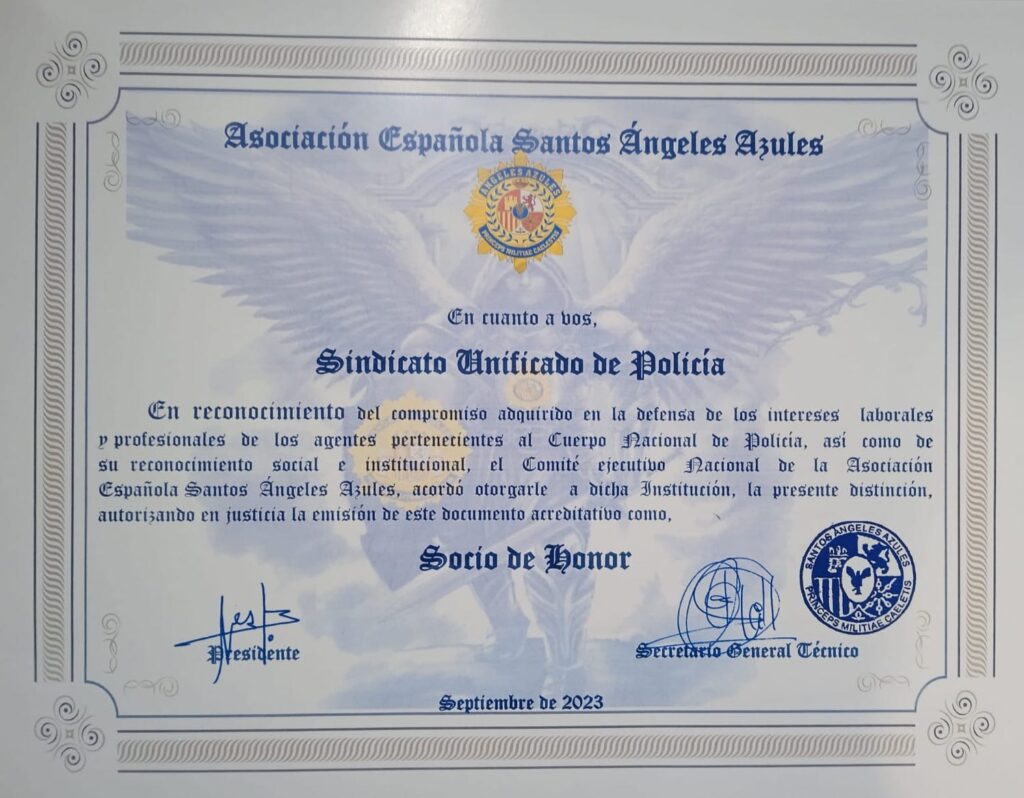 Asociación Española Santos Ángeles Azules
ÁNGELES AZULES
PRINCEPS MILITIAE CAELESTIS
En cuanto a vos,
Sindicato Unificado de Policía
En reconocimiento del compromiso adquirido en la defensa de los intereses laborales
y profesionales de los agentes pertenecientes al Cuerpo Nacional de Policía, así como de
su reconocimiento social e institucional, el Comité ejecutivo Nacional de la Asociación
Española Santos Ángeles Azules, acordó otorgarle a dicha Institución, la presente distinción,
autorizando en justicia la emisión de este documento acreditativo como,
Socio de Honor
SANTOS ÁNGELES AZULES
PRINCEPS MILITIAE CAELETIS
Presidente
Secretario General Técnico
Septiembre de 2023